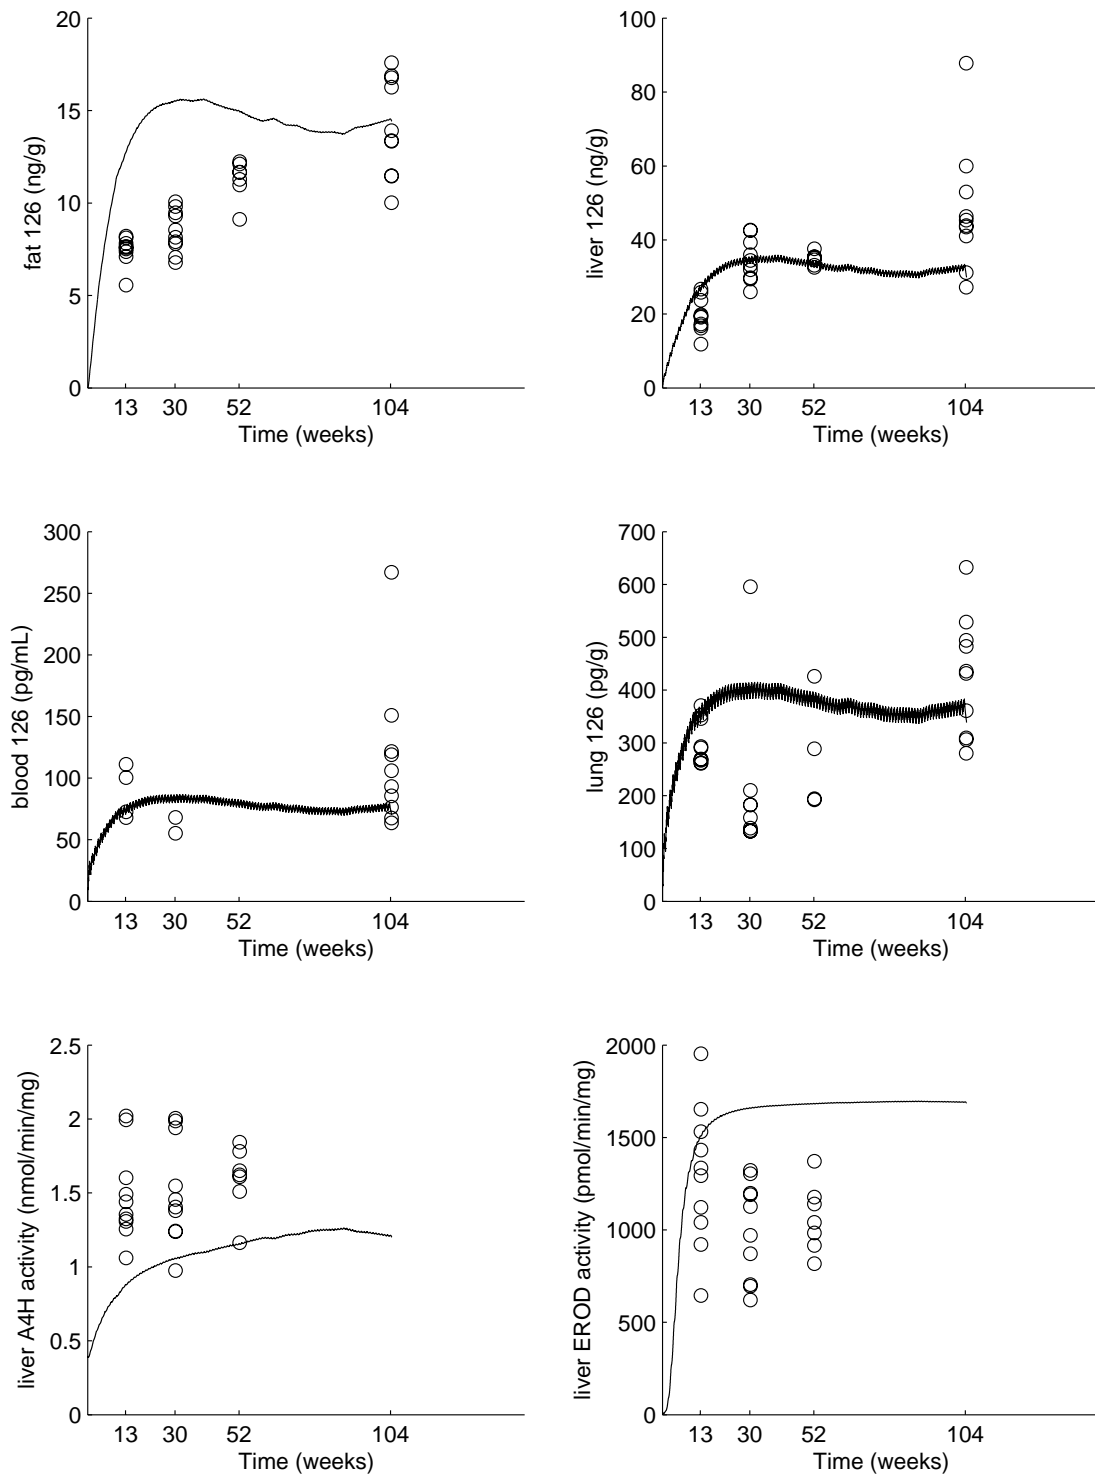 20
15
10
5
0
fat 126 (ng/g)
13 30 52 104
Time (weeks)
100
80
60
40
20
0
liver 126 (ng/g)
13 30 52 104
Time (weeks)
300
250
200
150
100
50
0
blood 126 (pg/mL)
13 30 52 104
Time (weeks)
700
600
500
400
300
200
100
0
lung 126 (pg/g)
13 30 52 104
Time (weeks)
2.5
2
1.5
1
0.5
0
liver A4H activity (nmol/min/mg)
13 30 52 104
Time (weeks)
2000
1500
1000
500
0
liver EROD activity (pmol/min/mg)
13 30 52 104
Time (weeks)